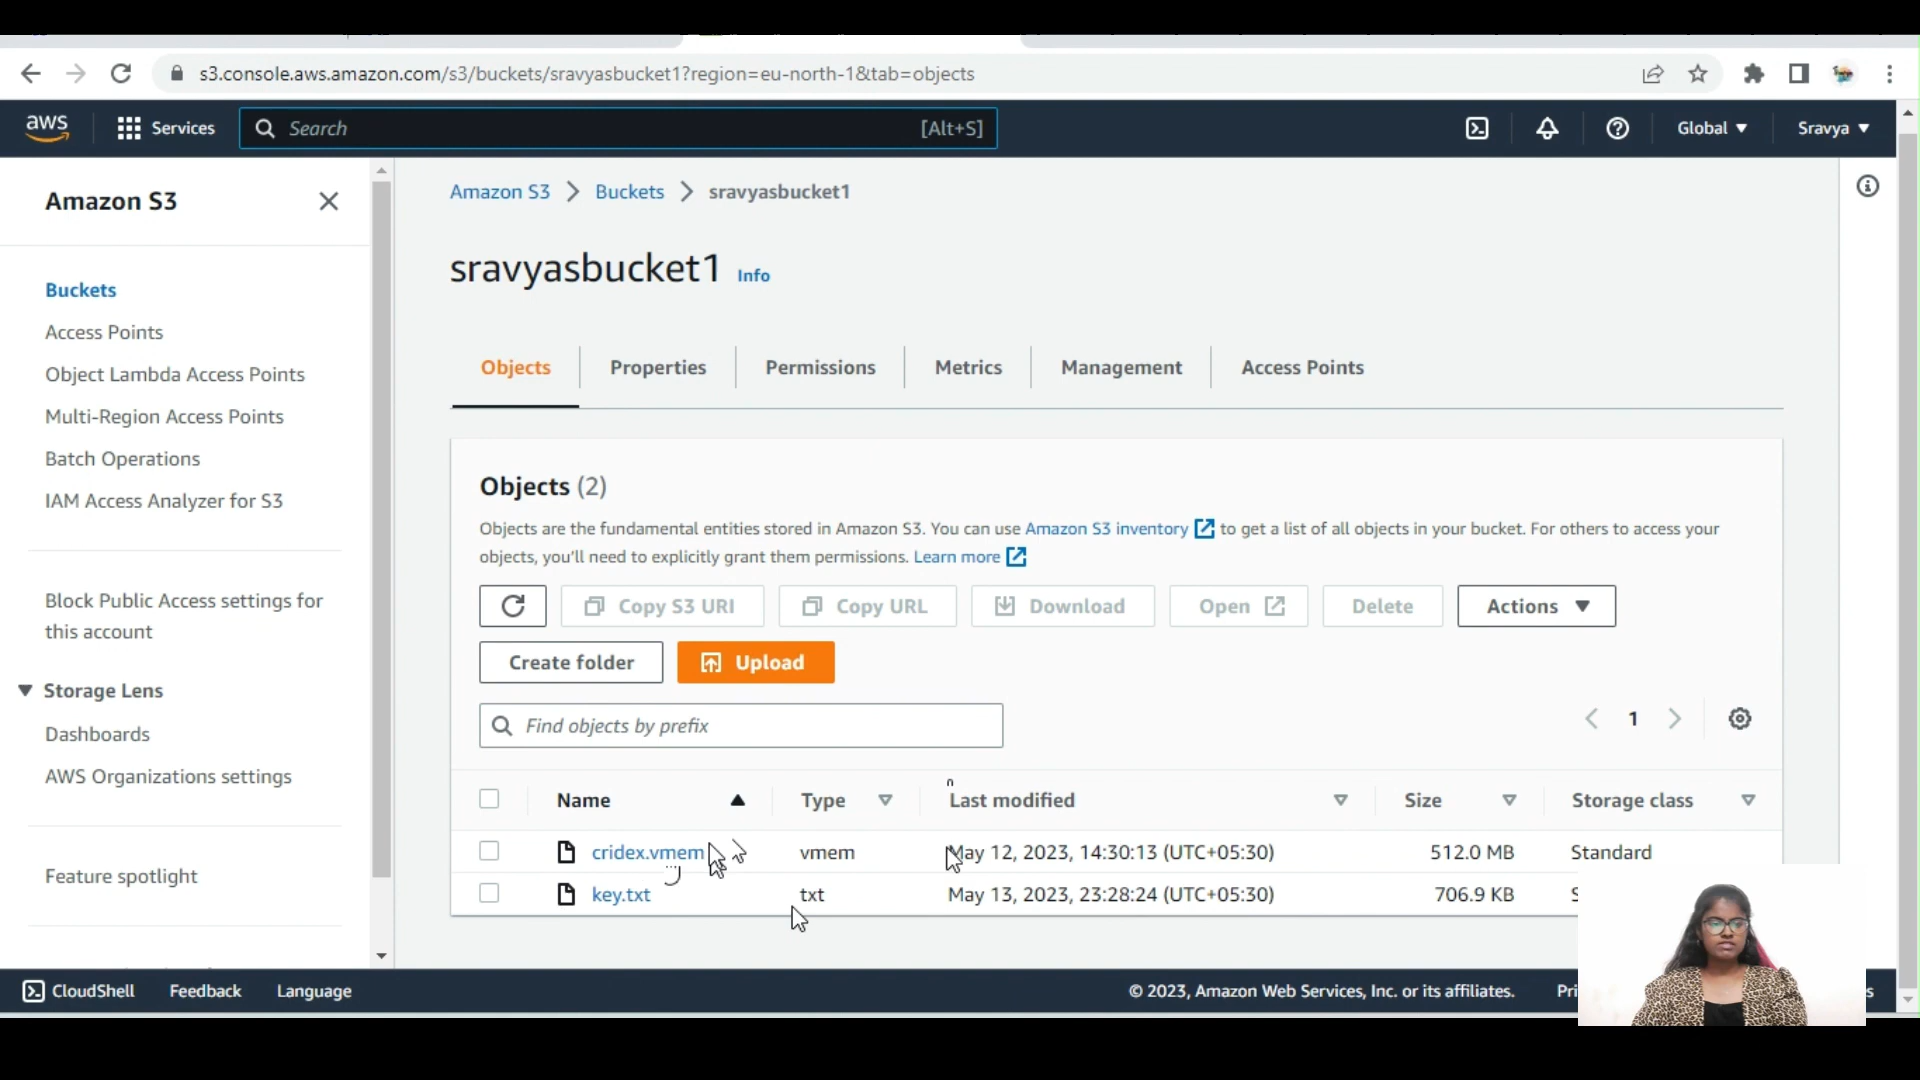 s3.console.aws.amazon.com/s3/buckets/sravyasbucket1?region=eu-north-1&tab=objects
aws
Services
Search
[Alt+S]
Global
Sravya
Amazon S3
Buckets
Access Points
Object Lambda Access Points
Multi-Region Access Points
Batch Operations
IAM Access Analyzer for S3
Block Public Access settings for
this account
Storage Lens
Dashboards
AWS Organizations settings
Feature spotlight
Amazon S3 > Buckets > sravyasbucket1
sravyasbucket1 Info
Objects
Properties
Permissions
Metrics
Management
Access Points
Objects (2)
Objects are the fundamental entities stored in Amazon S3. You can use Amazon S3 inventory to get a list of all objects in your bucket. For others to access your
objects, you'll need to explicitly grant them permissions. Learn more
Copy S3 URI
Copy URL
Download
Open
Delete
Actions
Create folder
Upload
Find objects by prefix
1
Name Type Last modified Size Storage class
cridex.vmem vmem May 12, 2023, 14:30:13 (UTC+05:30) 512.0 MB Standard
key.txt txt May 13, 2023, 23:28:24 (UTC+05:30) 706.9 KB
CloudShell
Feedback
Language
© 2023, Amazon Web Services, Inc. or its affiliates.